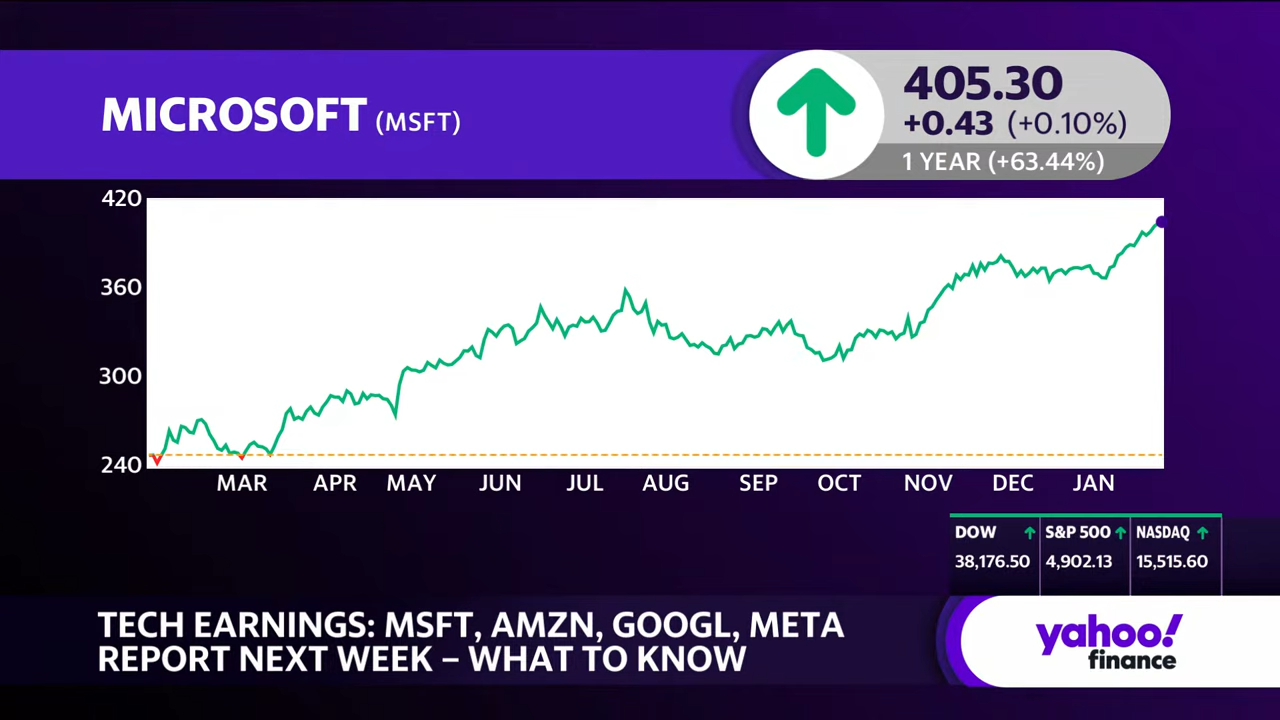 MICROSOFT (MSFT)
405.30
+0.43 (+0.10%)
1 YEAR (+63.44%)
420
360
300
240
MAR APR MAY JUN JUL AUG SEP OCT NOV DEC JAN
DOW S&P 500 NASDAQ
38,176.50 4,902.13 15,515.60
TECH EARNINGS: MSFT, AMZN, GOOGL, META
REPORT NEXT WEEK – WHAT TO KNOW
yahoo!
finance